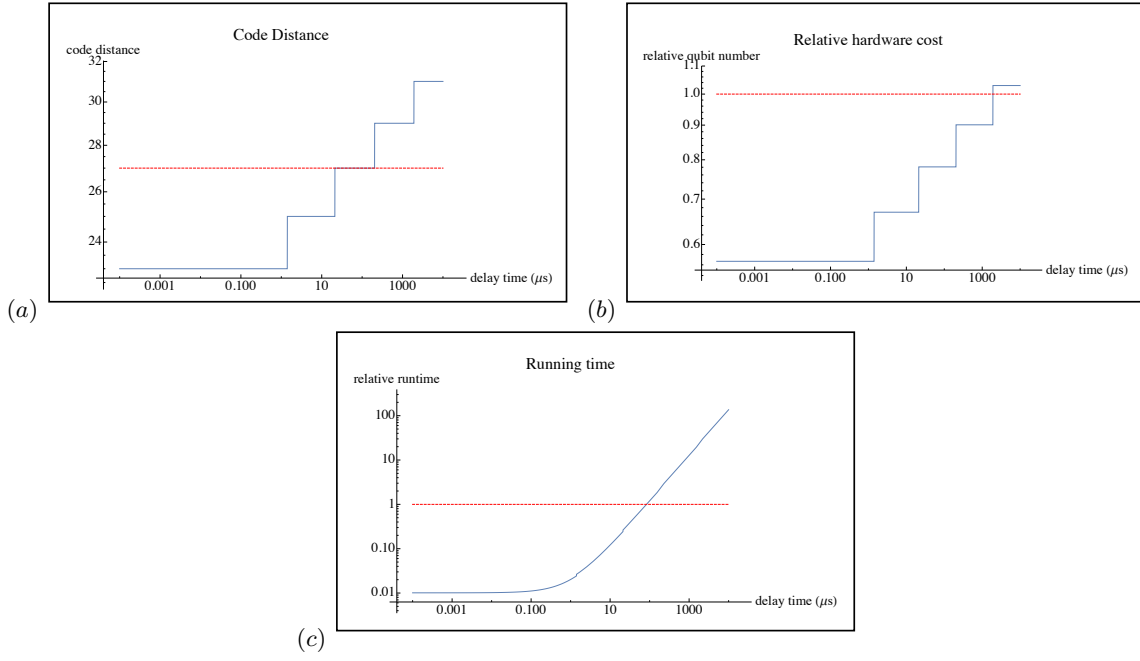 Code Distance
code distance
32
30
28
26
24
0.001 0.100 10 1000 delay time (μs)
(a)
Relative hardware cost
relative qubit number
1.1
1.0
0.9
0.8
0.7
0.6
0.001 0.100 10 1000 delay time (μs)
(b)
Running time
relative runtime
100
10
1
0.10
0.01
0.001 0.100 10 1000 delay time (μs)
(c)